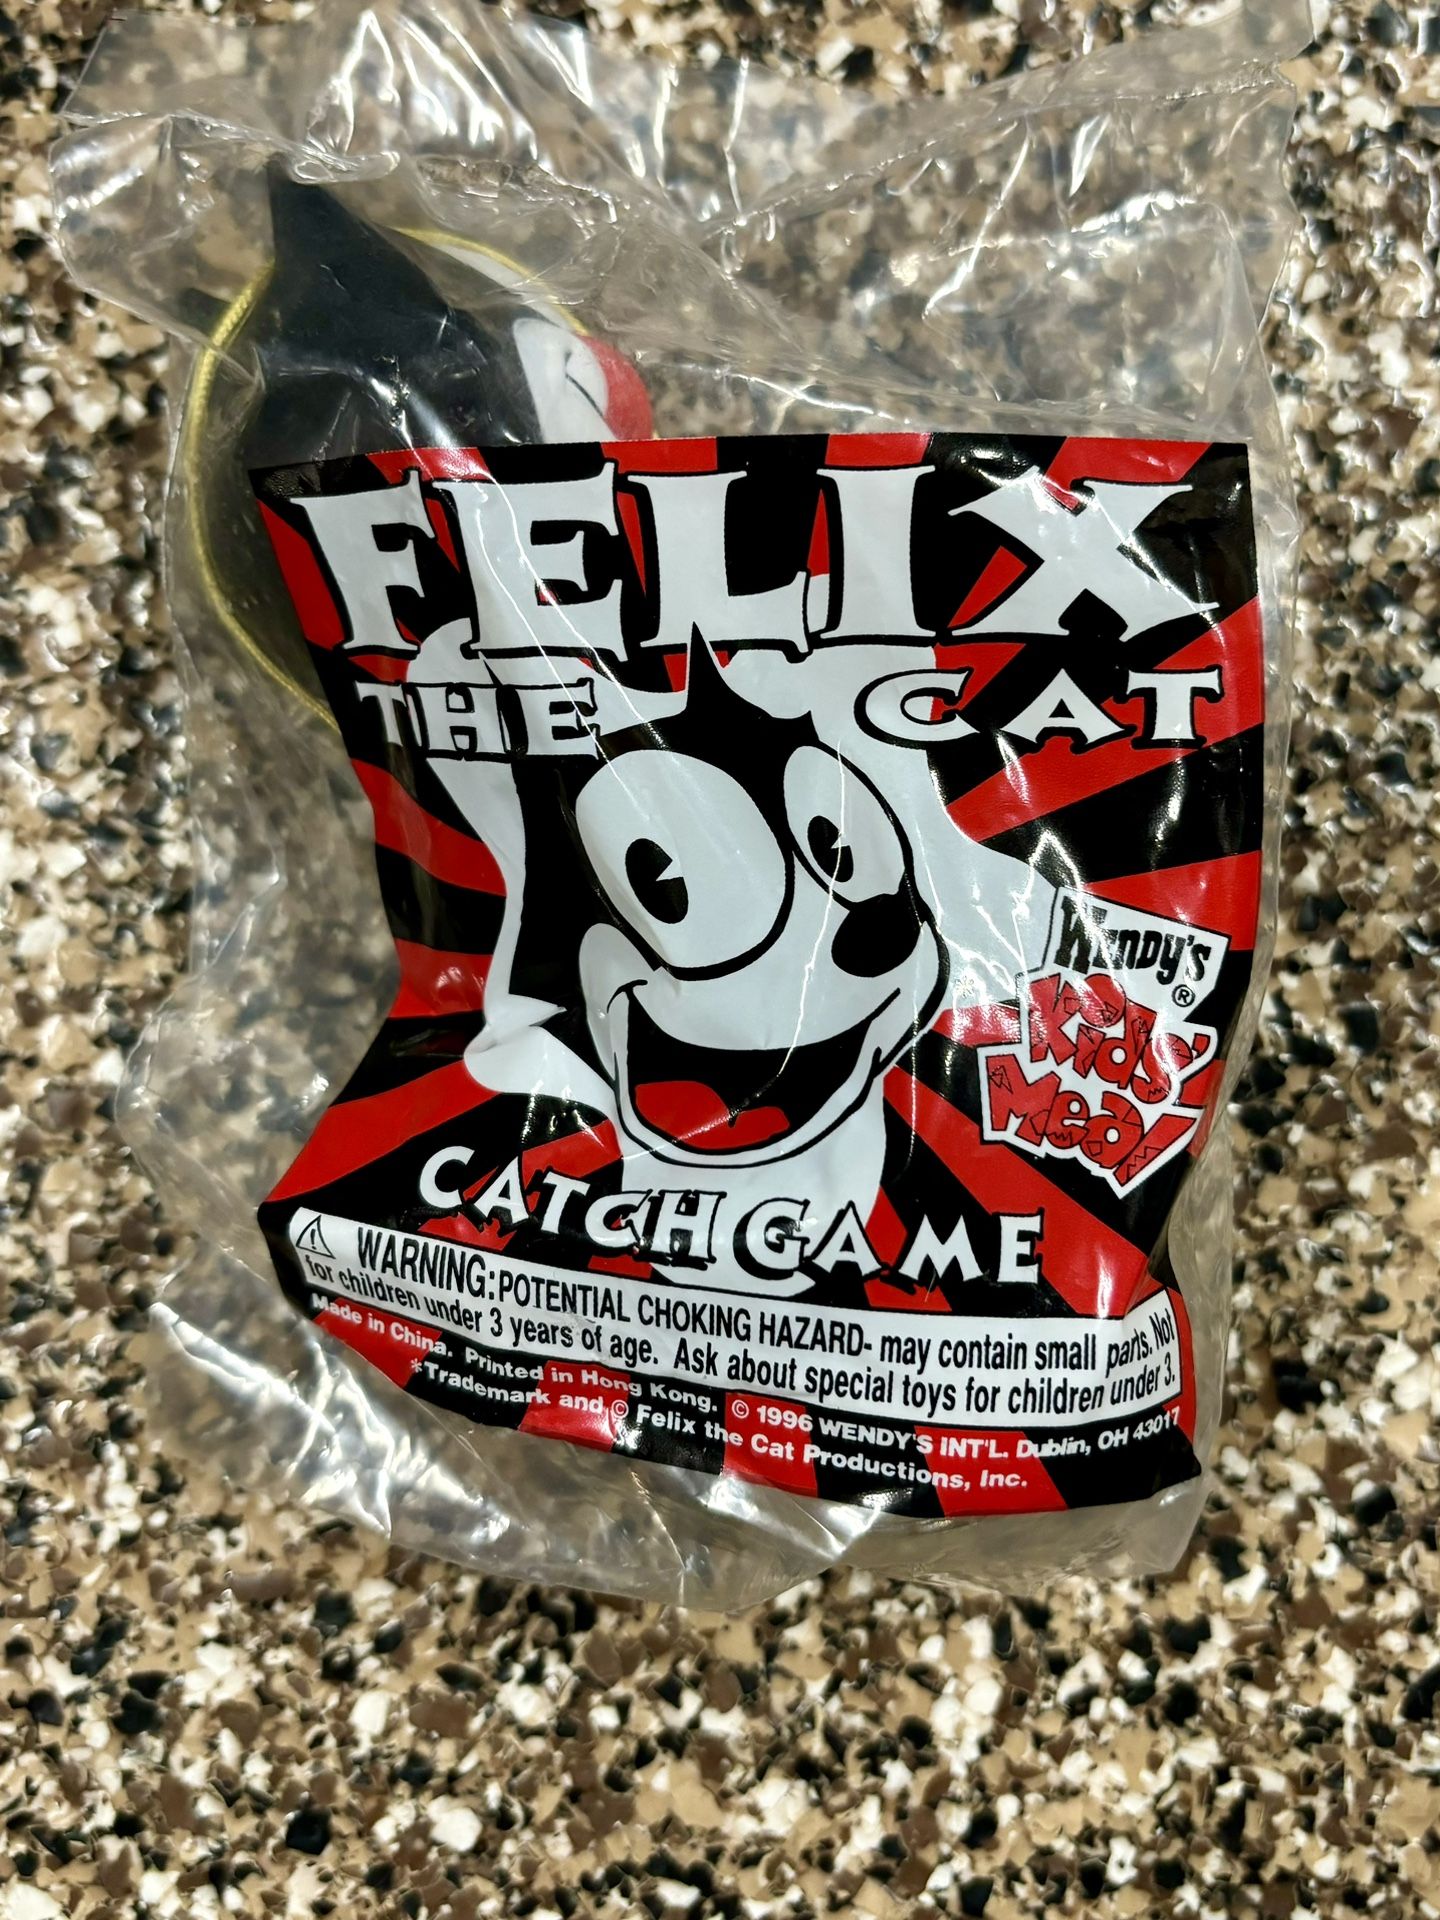 FELIX
THE CAT
WENDY'S
®
Kids'
Meal
*
CATCH GAME
WARNING: POTENTIAL CHOKING HAZARD- may contain small parts. Not
for children under 3 years of age. Ask about special toys for children under 3.
Made in China. Printed in Hong Kong. © 1996 WENDY'S INT'L. Dublin, OH 43017
*Trademark and © Felix the Cat Productions, Inc.